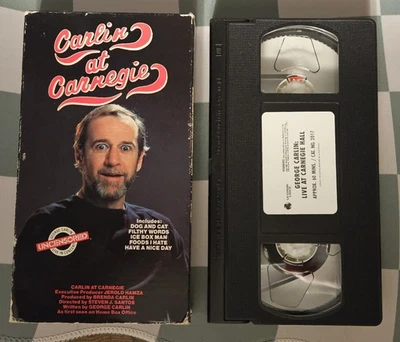 Carlin
at
Carnegie
Includes:
DOG AND CAT
FILTHY WORDS
ICE BOX MAN
FOODS I HATE
HAVE A NICE DAY
UNCENSORED
CARLIN AT CARNEGIE
Executive Producer JEROLD HAMZA
Produced by BRENDA CARLIN
Directed by STEVEN J. SANTOS
Written by GEORGE CARLIN
As first seen on Home Box Office
GEORGE CARLIN:
LIVE AT CARNEGIE HALL
APPROX. 60 MINS. / CAT. NO. 2017